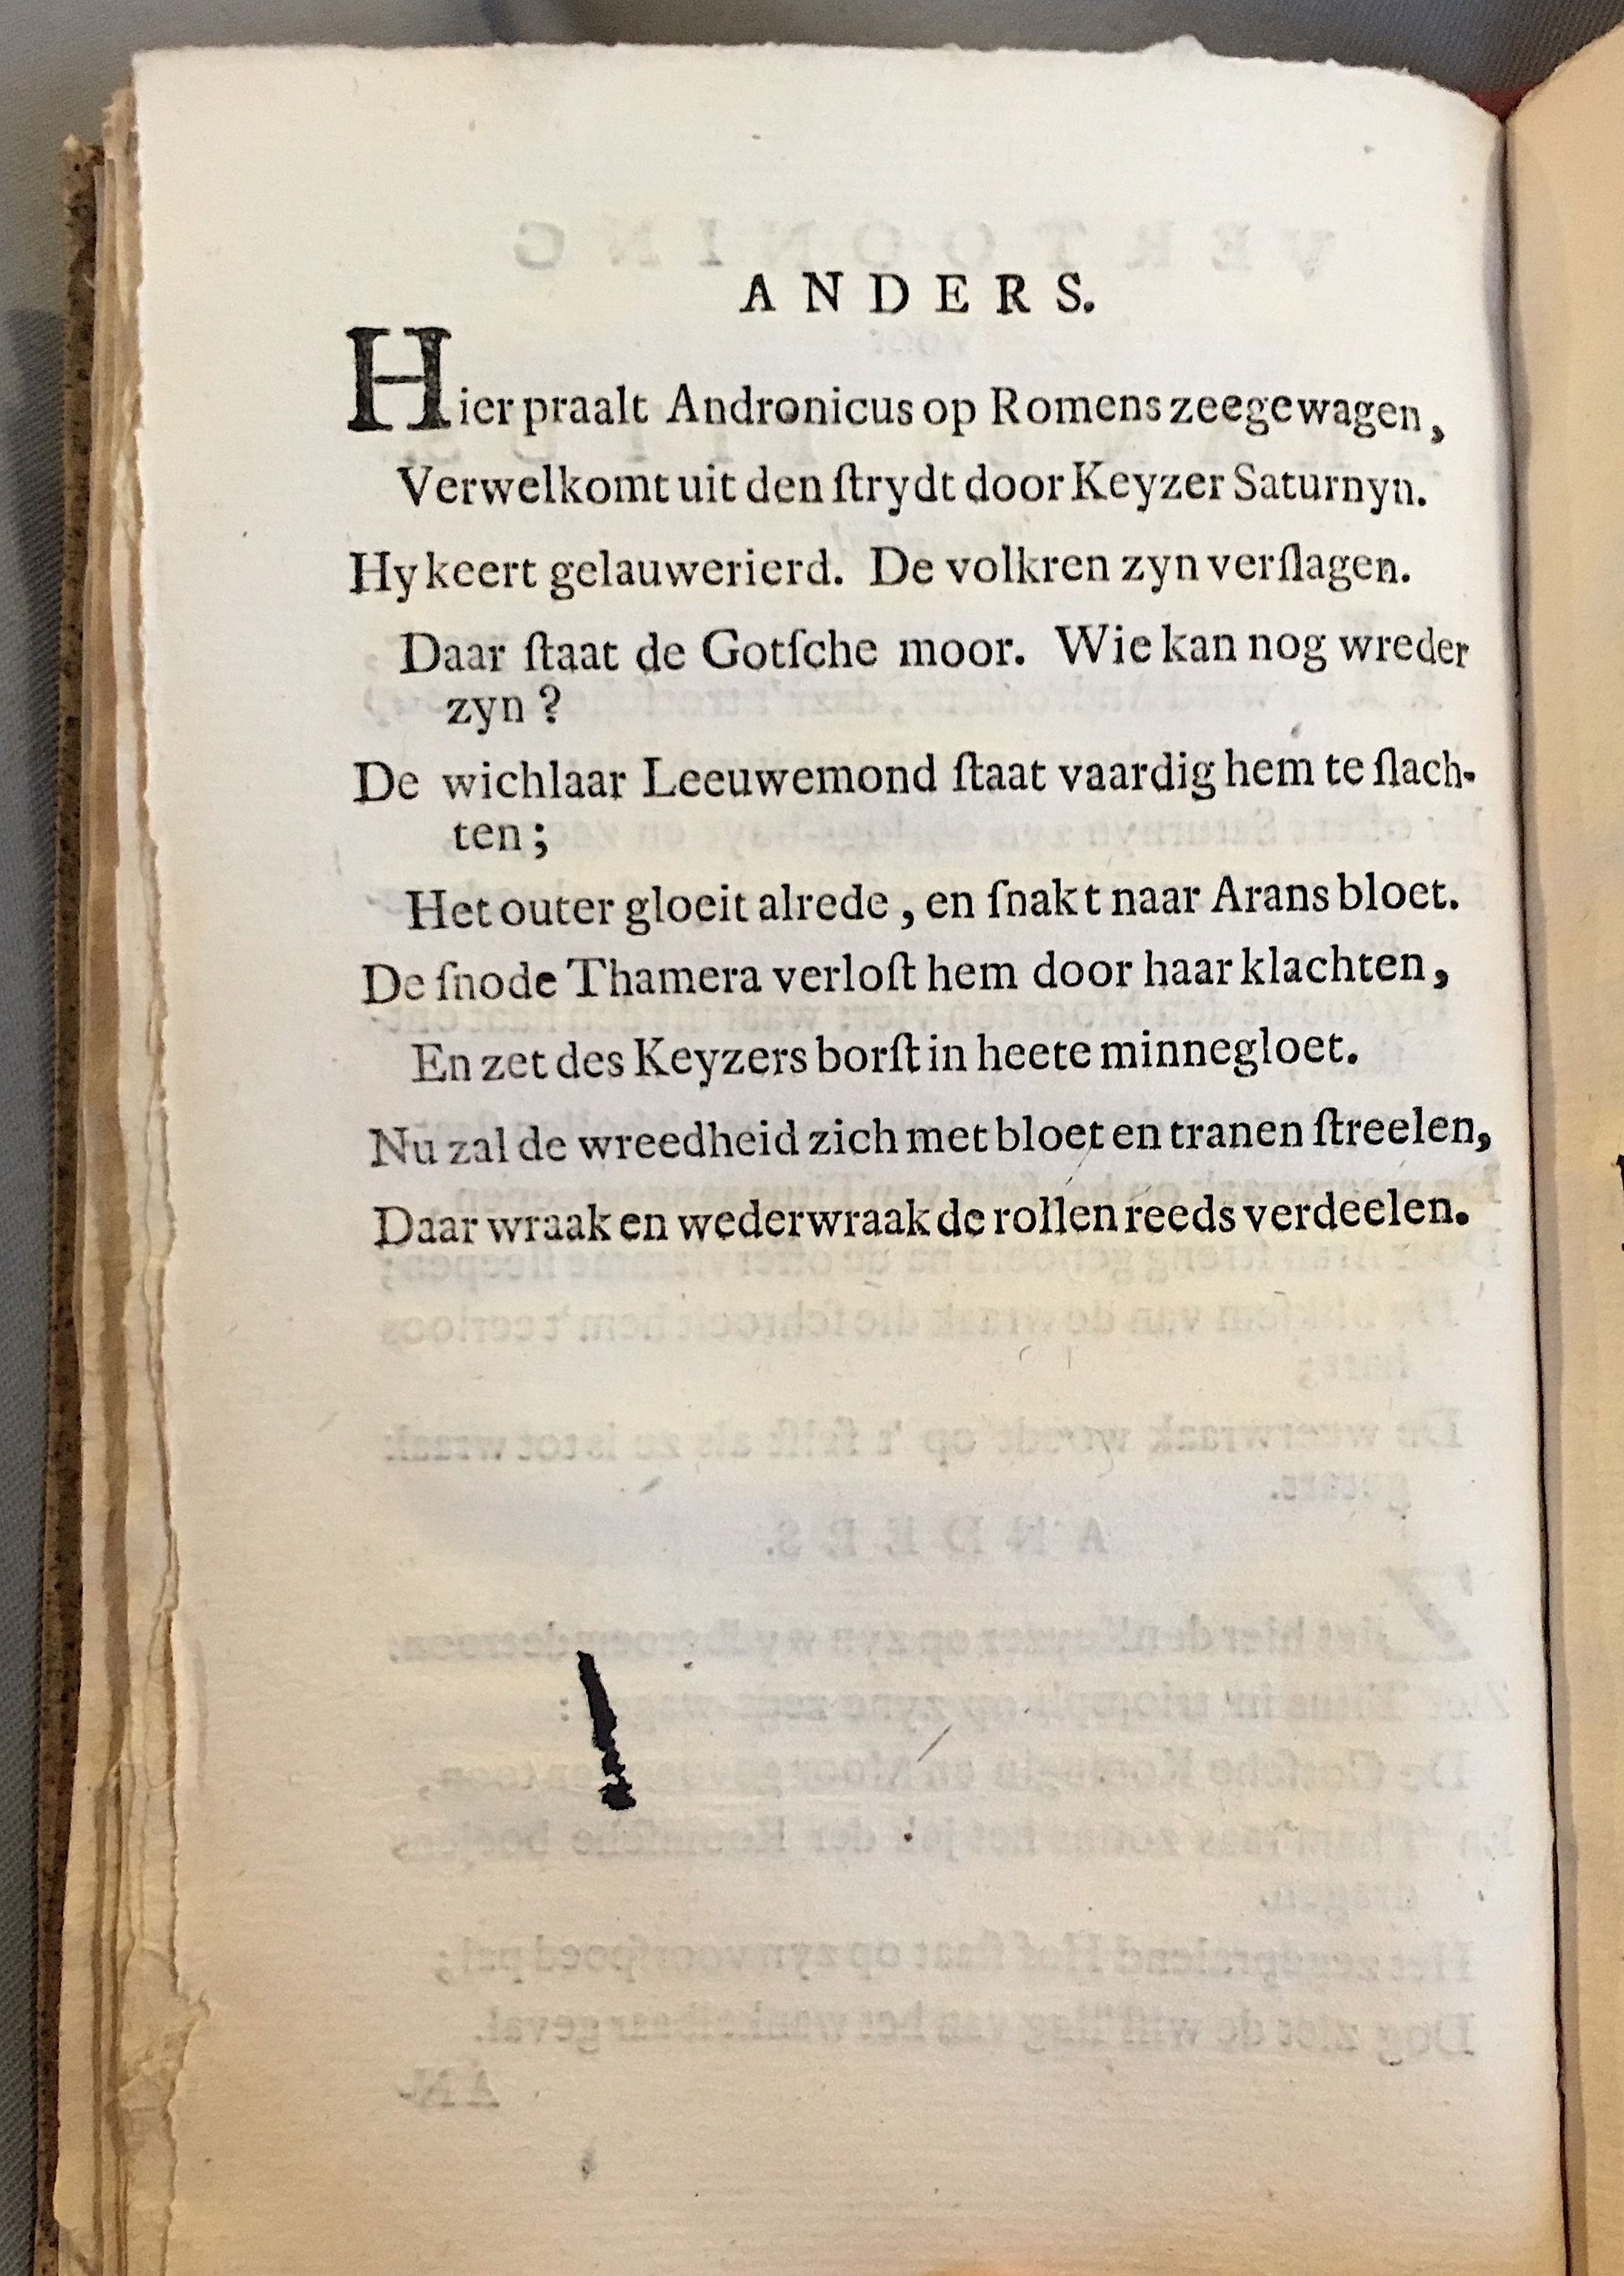 ANDERS.
Hier praalt Andronicus op Romens zeegewagen,
Verwelkomt uit den ſtrydt door Keyzer Saturnyn.
Hy keert gelauwerierd. De volkren zyn verſlagen.
Daar ſtaat de Gotſche moor. Wie kan nog wreder
zyn?
De wichlaar Leeuwemond ſtaat vaardig hem te ſlach-
ten;
Het outer gloeit alrede, en ſnakt naar Arans bloet.
De ſnode Thamera verloſt hem door haar klachten,
En zet des Keyzers borſt in heete minnegloet.
Nu zal de wreedheid zich met bloet en tranen ſtreelen,
Daar wraak en wederwraak de rollen reeds verdeelen.